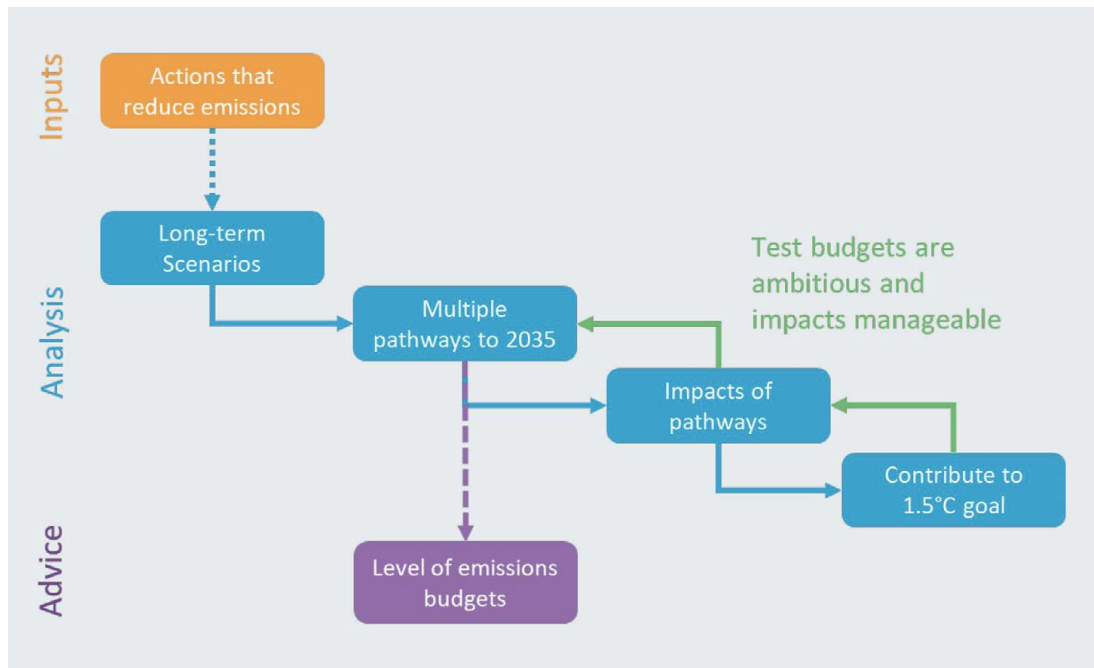 Inputs
Actions that
reduce emissions
Analysis
Long-term
Scenarios
Multiple
pathways to 2035
Test budgets are
ambitious and
impacts manageable
Impacts of
pathways
Contribute to
1.5°C goal
Advice
Level of emissions
budgets